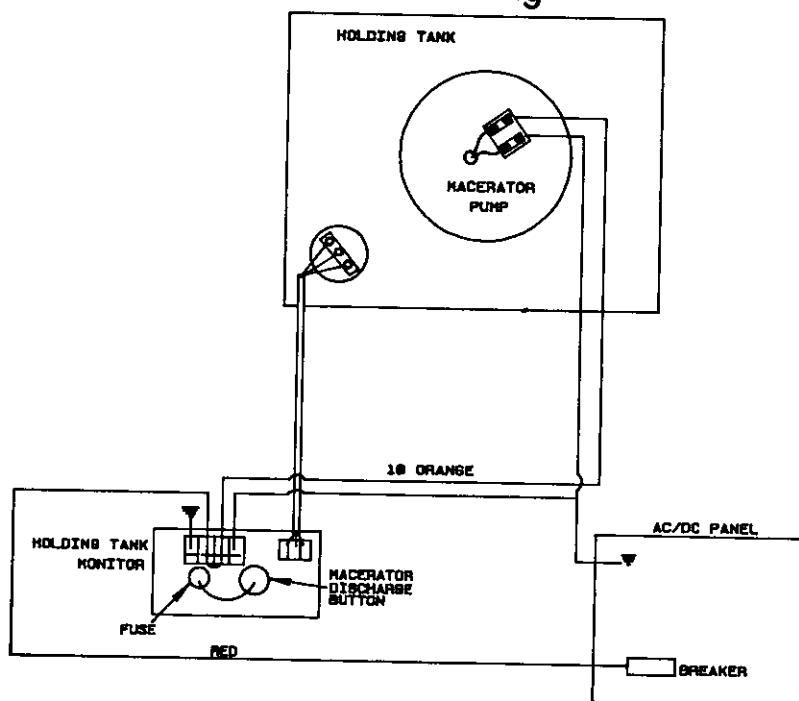 HOLDING TANK
MACERATOR
PUMP
10 ORANGE
AC/DC PANEL
HOLDING TANK
MONITOR
MACERATOR
DISCHARGE
BUTTON
FUSE
RED
BREAKER